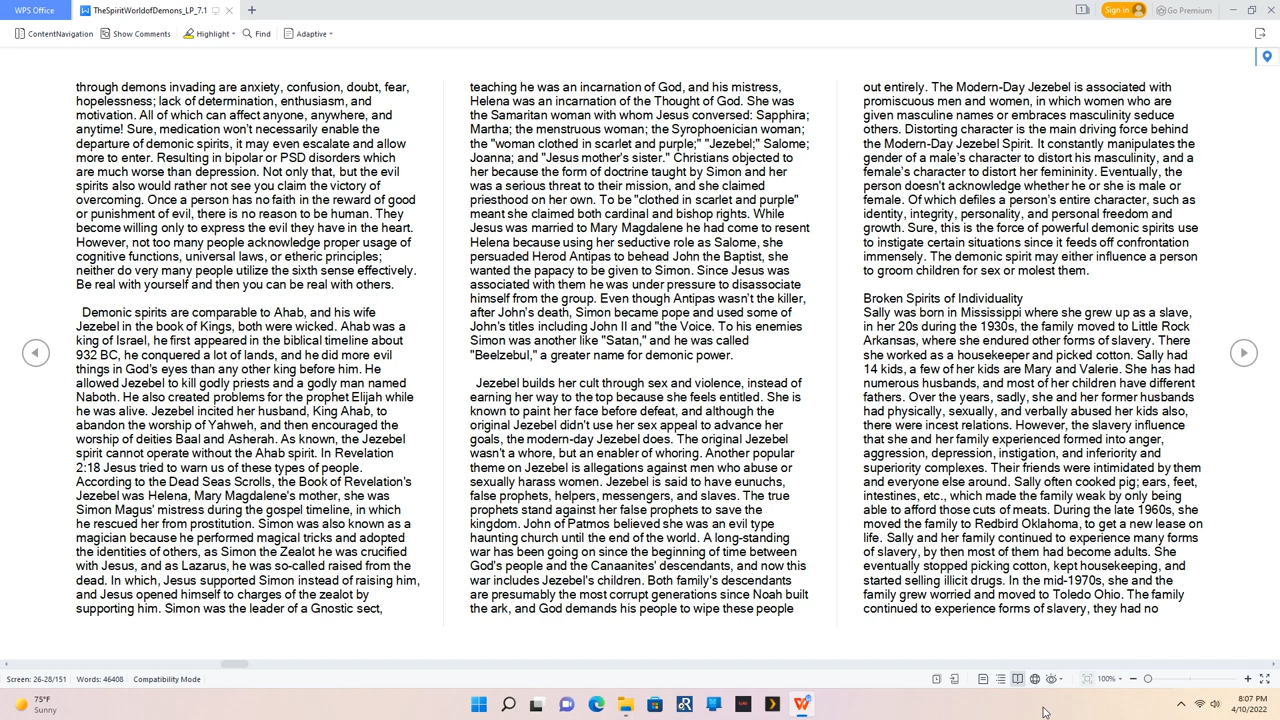 WPS Office
TheSpiritWorldofDemons_LP_7.1
Sign in
Go Premium
ContentNavigation
Show Comments
Highlight
Find
Adaptive
through demons invading are anxiety, confusion, doubt, fear,
hopelessness; lack of determination, enthusiasm, and
motivation. All of which can affect anyone, anywhere, and
anytime! Sure, medication won't necessarily enable the
departure of demonic spirits, it may even escalate and allow
more to enter. Resulting in bipolar or PSD disorders which
are much worse than depression. Not only that, but the evil
spirits also would rather not see you claim the victory of
overcoming. Once a person has no faith in the reward of good
or punishment of evil, there is no reason to be human. They
become willing only to express the evil they have in the heart.
However, not too many people acknowledge proper usage of
cognitive functions, universal laws, or etheric principles;
neither do very many people utilize the sixth sense effectively.
Be real with yourself and then you can be real with others.
Demonic spirits are comparable to Ahab, and his wife
Jezebel in the book of Kings, both were wicked. Ahab was a
king of Israel, he first appeared in the biblical timeline about
932 BC, he conquered a lot of lands, and he did more evil
things in God's eyes than any other king before him. He
allowed Jezebel to kill godly priests and a godly man named
Naboth. He also created problems for the prophet Elijah while
he was alive. Jezebel incited her husband, King Ahab, to
abandon the worship of Yahweh, and then encouraged the
worship of deities Baal and Asherah. As known, the Jezebel
spirit cannot operate without the Ahab spirit. In Revelation
2:18 Jesus tried to warn us of these types of people.
According to the Dead Seas Scrolls, the Book of Revelation's
Jezebel was Helena, Mary Magdalene's mother, she was
Simon Magus' mistress during the gospel timeline, in which
he rescued her from prostitution. Simon was also known as a
magician because he performed magical tricks and adopted
the identities of others, as Simon the Zealot he was crucified
with Jesus, and as Lazarus, he was so-called raised from the
dead. In which, Jesus supported Simon instead of raising him,
and Jesus opened himself to charges of the zealot by
supporting him. Simon was the leader of a Gnostic sect,
teaching he was an incarnation of God, and his mistress,
Helena was an incarnation of the Thought of God. She was
the Samaritan woman with whom Jesus conversed: Sapphira;
Martha; the menstruous woman; the Syrophoenician woman;
the "woman clothed in scarlet and purple;" "Jezebel;" Salome;
Joanna; and "Jesus mother's sister." Christians objected to
her because the form of doctrine taught by Simon and her
was a serious threat to their mission, and she claimed
priesthood on her own. To be "clothed in scarlet and purple"
meant she claimed both cardinal and bishop rights. While
Jesus was married to Mary Magdalene he had come to resent
Helena because using her seductive role as Salome, she
persuaded Herod Antipas to behead John the Baptist, she
wanted the papacy to be given to Simon. Since Jesus was
associated with them he was under pressure to disassociate
himself from the group. Even though Antipas wasn't the killer,
after John's death, Simon became pope and used some of
John's titles including John II and "the Voice. To his enemies
Simon was another like "Satan," and he was called
"Beelzebul," a greater name for demonic power.
Jezebel builds her cult through sex and violence, instead of
earning her way to the top because she feels entitled. She is
known to paint her face before defeat, and although the
original Jezebel didn't use her sex appeal to advance her
goals, the modern-day Jezebel does. The original Jezebel
wasn't a whore, but an enabler of whoring. Another popular
theme on Jezebel is allegations against men who abuse or
sexually harass women. Jezebel is said to have eunuchs,
false prophets, helpers, messengers, and slaves. The true
prophets stand against her false prophets to save the
kingdom. John of Patmos believed she was an evil type
haunting church until the end of the world. A long-standing
war has been going on since the beginning of time between
God's people and the Canaanites' descendants, and now this
war includes Jezebel's children. Both family's descendants
are presumably the most corrupt generations since Noah built
the ark, and God demands his people to wipe these people
out entirely. The Modern-Day Jezebel is associated with
promiscuous men and women, in which women who are
given masculine names or embraces masculinity seduce
others. Distorting character is the main driving force behind
the Modern-Day Jezebel Spirit. It constantly manipulates the
gender of a male's character to distort his masculinity, and a
female's character to distort her femininity. Eventually, the
person doesn't acknowledge whether he or she is male or
female. Of which defiles a person's entire character, such as
identity, integrity, personality, and personal freedom and
growth. Sure, this is the force of powerful demonic spirits use
to instigate certain situations since it feeds off confrontation
immensely. The demonic spirit may either influence a person
to groom children for sex or molest them.
Broken Spirits of Individuality
Sally was born in Mississippi where she grew up as a slave,
in her 20s during the 1930s, the family moved to Little Rock
Arkansas, where she endured other forms of slavery. There
she worked as a housekeeper and picked cotton. Sally had
14 kids, a few of her kids are Mary and Valerie. She has had
numerous husbands, and most of her children have different
fathers. Over the years, sadly, she and her former husbands
had physically, sexually, and verbally abused her kids also,
there were incest relations. However, the slavery influence
that she and her family experienced formed into anger,
aggression, depression, instigation, and inferiority and
superiority complexes. Their friends were intimidated by them
and everyone else around. Sally often cooked pig; ears, feet,
intestines, etc., which made the family weak by only being
able to afford those cuts of meats. During the late 1960s, she
moved the family to Redbird Oklahoma, to get a new lease on
life. Sally and her family continued to experience many forms
of slavery, by then most of them had become adults. She
eventually stopped picking cotton, kept housekeeping, and
started selling illicit drugs. In the mid-1970s, she and the
family grew worried and moved to Toledo Ohio. The family
continued to experience forms of slavery, they had no
Screen: 26-28/151
Words: 46408
Compatibility Mode
100%
75°F
Sunny
8:07 PM
4/10/2022